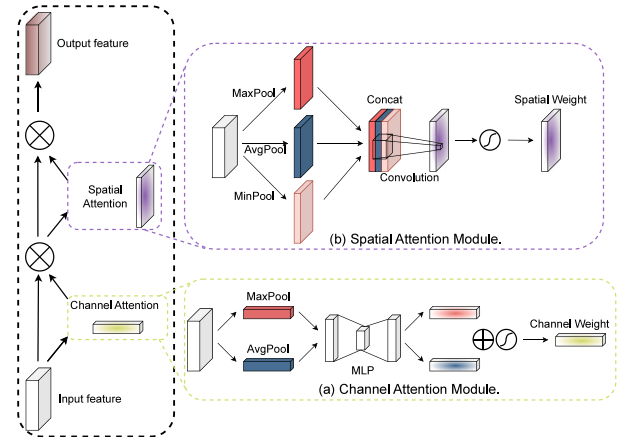 Output feature
Spatial
Attention
Channel Attention
Input feature
MaxPool
AvgPool
MinPool
Concat
Convolution
Spatial Weight
(b) Spatial Attention Module.
MaxPool
AvgPool
MLP
Channel Weight
(a) Channel Attention Module.